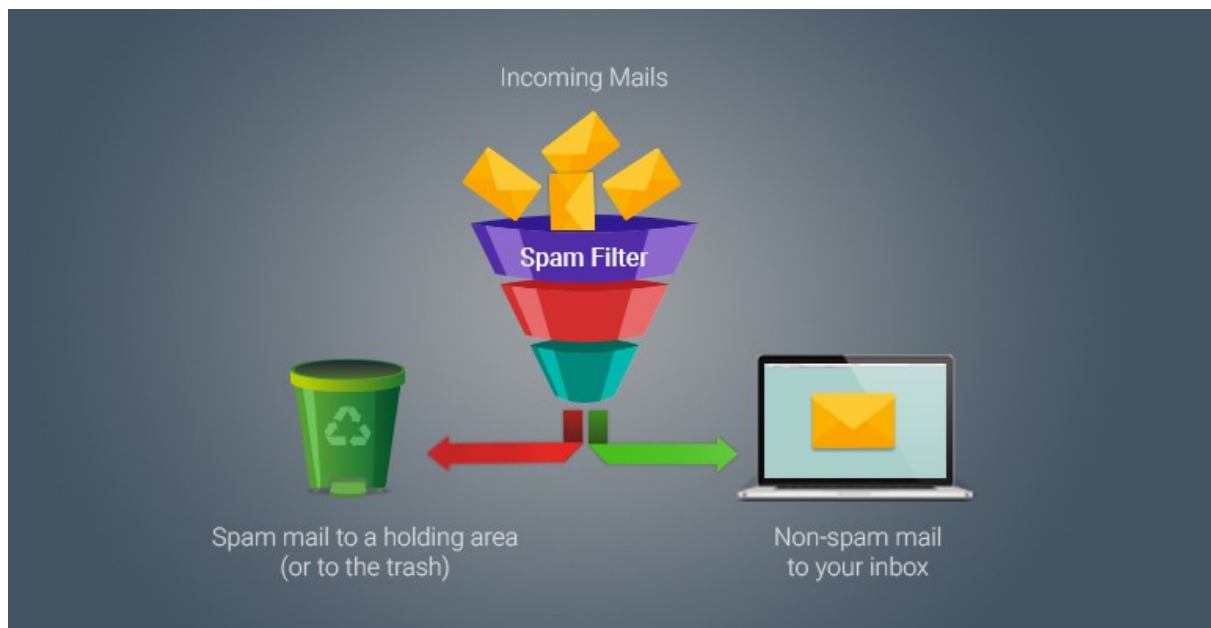 Incoming Mails
Spam Filter
Spam mail to a holding area
(or to the trash)
Non-spam mail
to your inbox